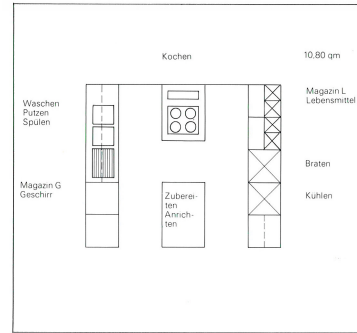 Kochen
10.80 qm
Magazin L
Lebensmittel
Waschen
Putzen
Spülen
Braten
Magazin G
Geschirr
Zuberei-
ten
Anrich-
ten
Kühlen